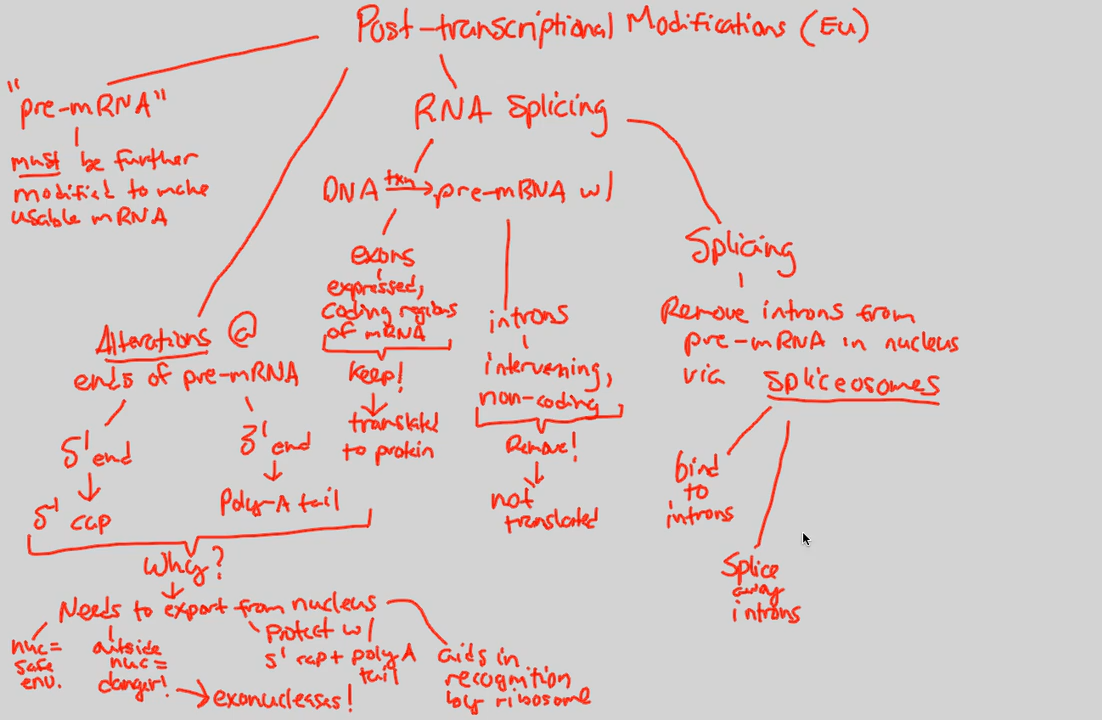 Post-transcriptional Modifications (Eu)
"pre-mRNA"
must be further
modified to make
usable mRNA
Alterations @
ends of pre-mRNA
5' end
5' cap
3' end
Poly-A tail
Why?
Needs to export from nucleus
nuc =
safe
env.
outside
nuc =
danger!
exonucleases!
Protect w/
5' cap + poly A
tail
aids in
recognition
by ribosome
RNA Splicing
DNA txn pre-mRNA w/
exons
expressed,
coding regions
of mRNA
Keep!
translated
to protein
introns
intervening,
non-coding
Remove!
not
translated
Splicing
Remove introns from
pre-mRNA in nucleus
via spliceosomes
bind
to
introns
Splice
away
introns